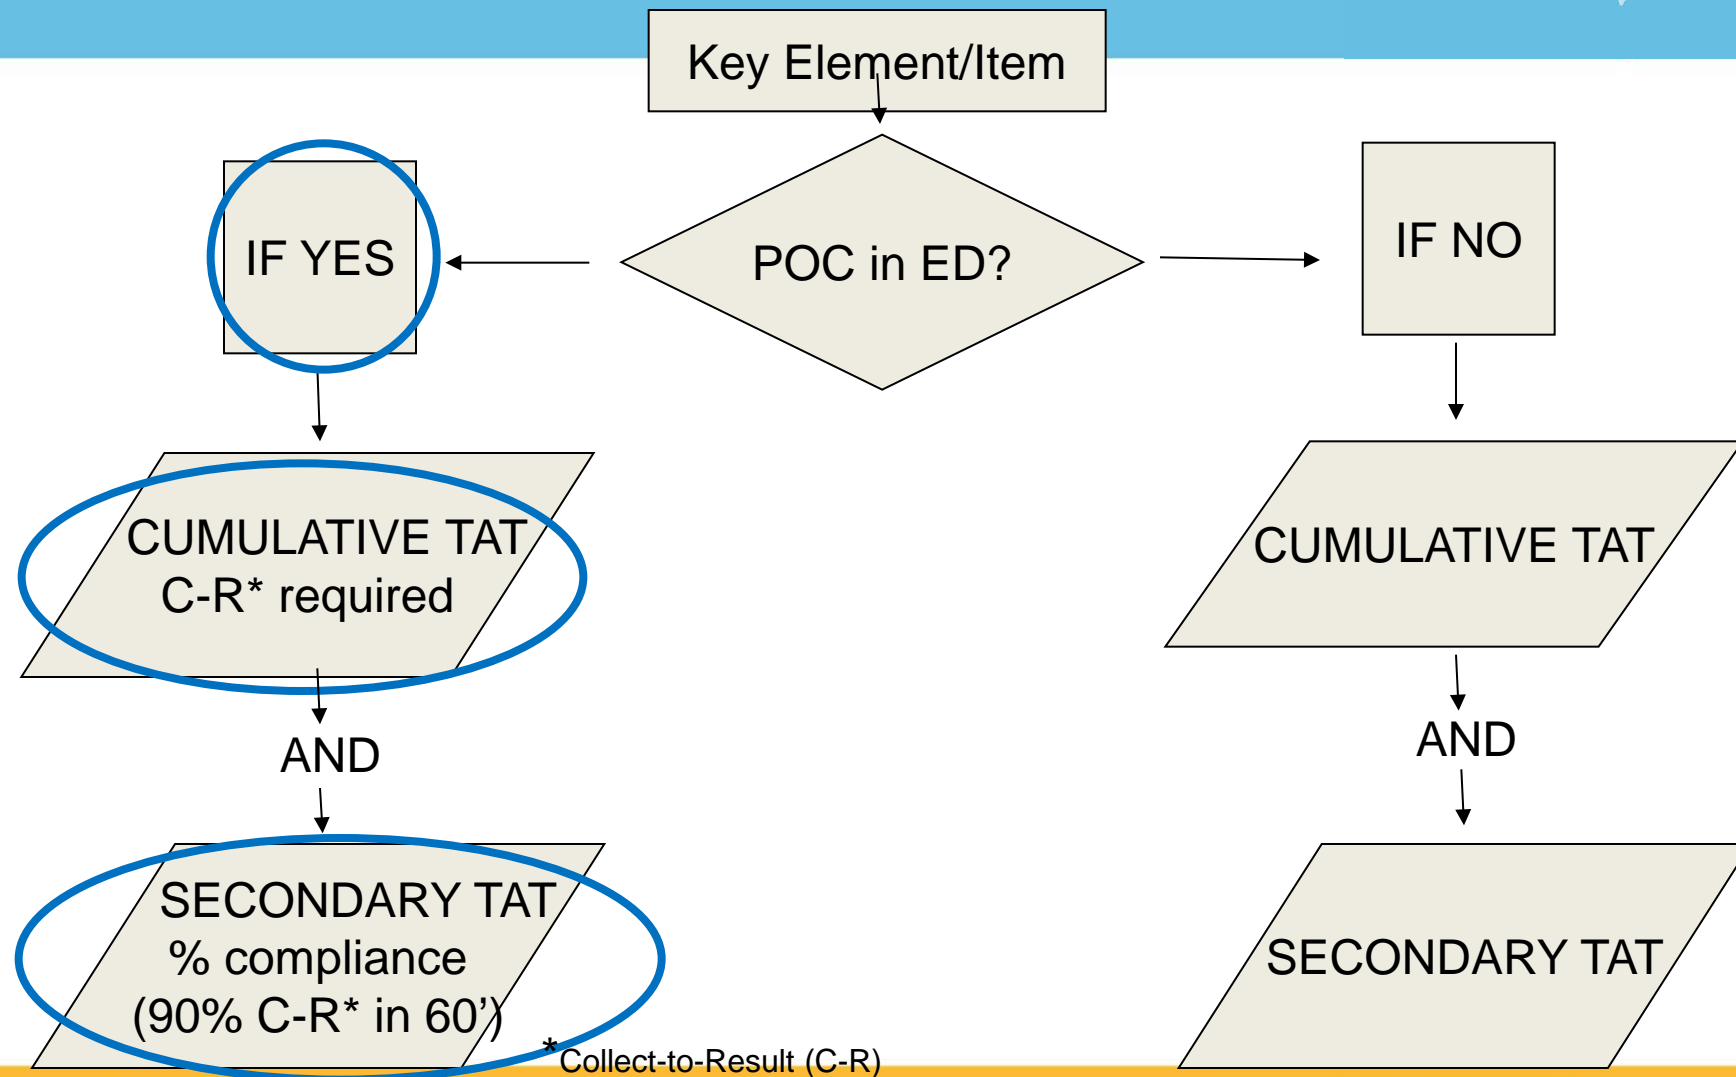 Key Element/Item
IF YES
POC in ED?
IF NO
CUMULATIVE TAT
C-R* required
CUMULATIVE TAT
AND
AND
SECONDARY TAT
% compliance
(90% C-R* in 60’)
SECONDARY TAT
*Collect-to-Result (C-R)